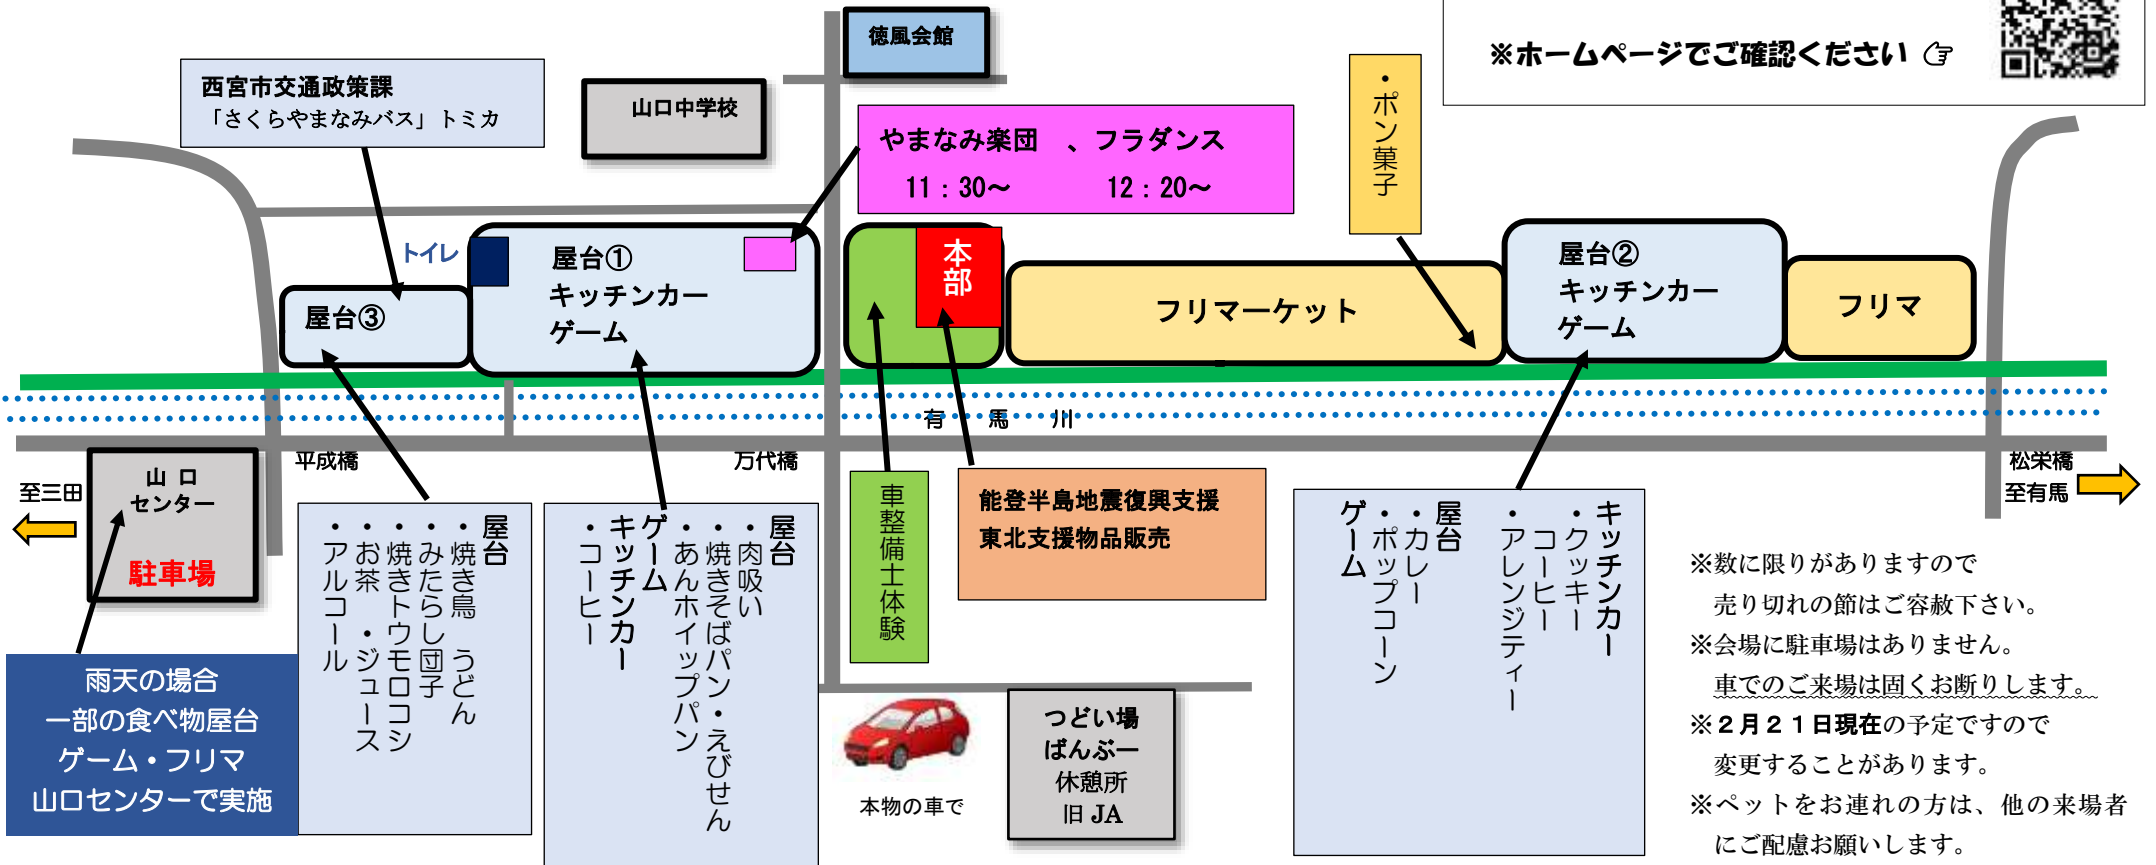 徳風会館
※ホームページでご確認ください ☞
西宮市交通政策課
「さくらやまなみバス」トミカ
山口中学校
やまなみ楽団 、フラダンス
11：30～ 12：20～
・ポン菓子
トイレ
屋台③
屋台①
キッチンカー
ゲーム
本部
フリマーケット
屋台②
キッチンカー
ゲーム
フリマ
有 馬 川
平成橋
万代橋
松栄橋
至三田
至有馬
山 口
センター
駐車場
雨天の場合
一部の食べ物屋台
ゲーム・フリマ
山口センターで実施
屋台
・焼き鳥 うどん
・みたらし団子
・焼きトウモロコシ
・お茶 ・ジュース
・アルコール
屋台
・肉吸い
・焼きそばパン・えびせん
・あんホイップパン
ゲーム
キッチンカー
・コーヒー
車整備士体験
能登半島地震復興支援
東北支援物品販売
本物の車で
つどい場
ばんぶー
休憩所
旧 JA
キッチンカー
・クッキー
コーヒー
・アレンジティー
屋台
・カレー
・ポップコーン
ゲーム
※数に限りがありますので
売り切れの節はご容赦下さい。
※会場に駐車場はありません。
車でのご来場は固くお断りします。
※２月２１日現在の予定ですので
変更することがあります。
※ペットをお連れの方は、他の来場者
にご配慮お願いします。